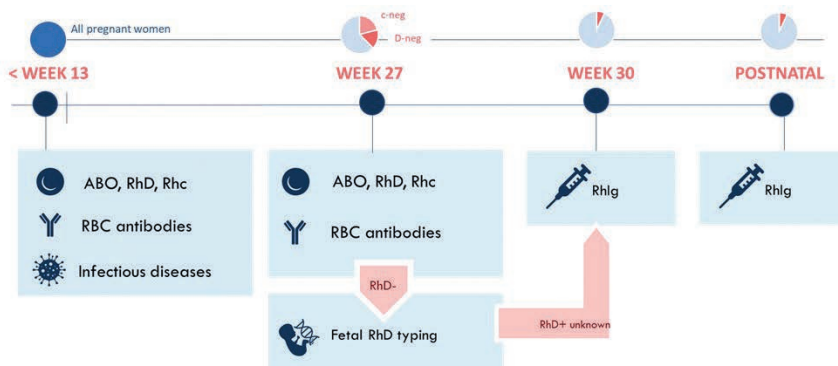 All pregnant women
c-neg
D-neg
< WEEK 13
WEEK 27
WEEK 30
POSTNATAL
ABO, RhD, Rhc
RBC antibodies
Infectious diseases
ABO, RhD, Rhc
RBC antibodies
RhIg
RhIg
RhD-
Fetal RhD typing
RhD+ unknown